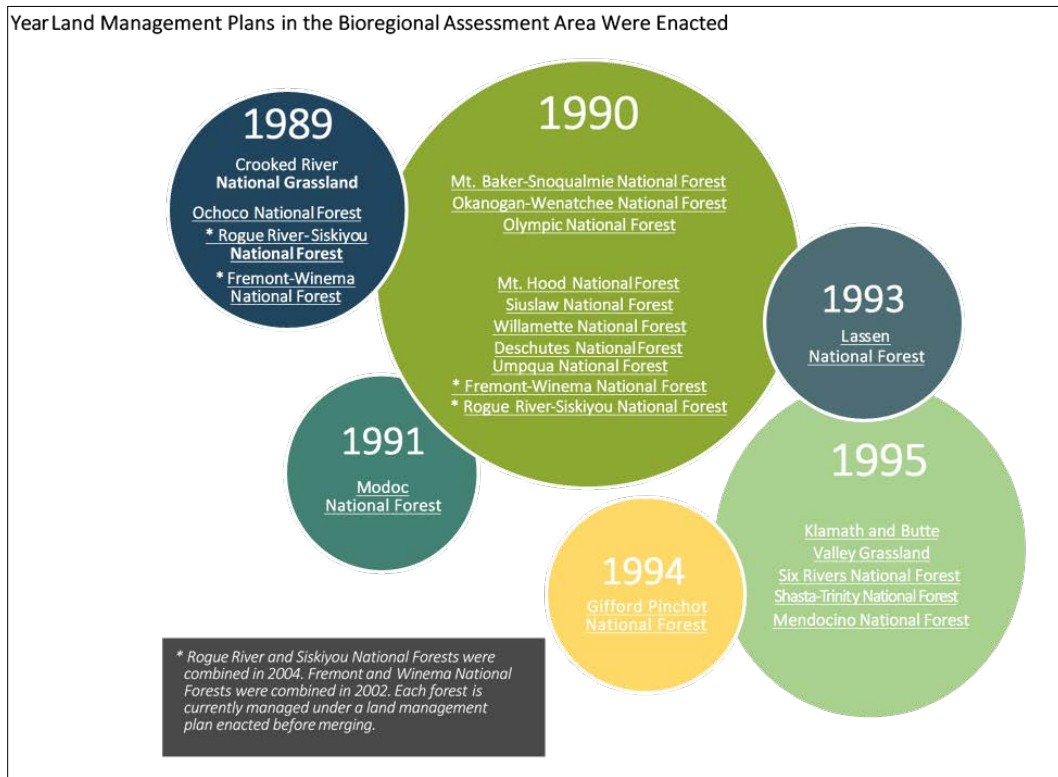 Year Land Management Plans in the Bioregional Assessment Area Were Enacted
1989
Crooked River
National Grassland
Ochoco National Forest
* Rogue River-Siskiyou
National Forest
* Fremont-Winema
National Forest
1990
Mt. Baker-Snoqualmie National Forest
Okanogan-Wenatchee National Forest
Olympic National Forest
Mt. Hood National Forest
Siuslaw National Forest
Willamette National Forest
Deschutes National Forest
Umpqua National Forest
* Fremont-Winema National Forest
* Rogue River-Siskiyou National Forest
1993
Lassen
National Forest
1991
Modoc
National Forest
1995
Klamath and Butte
Valley Grassland
Six Rivers National Forest
Shasta-Trinity National Forest
Mendocino National Forest
1994
Gifford Pinchot
National Forest
* Rogue River and Siskiyou National Forests were
combined in 2004. Fremont and Winema National
Forests were combined in 2002. Each forest is
currently managed under a land management
plan enacted before merging.